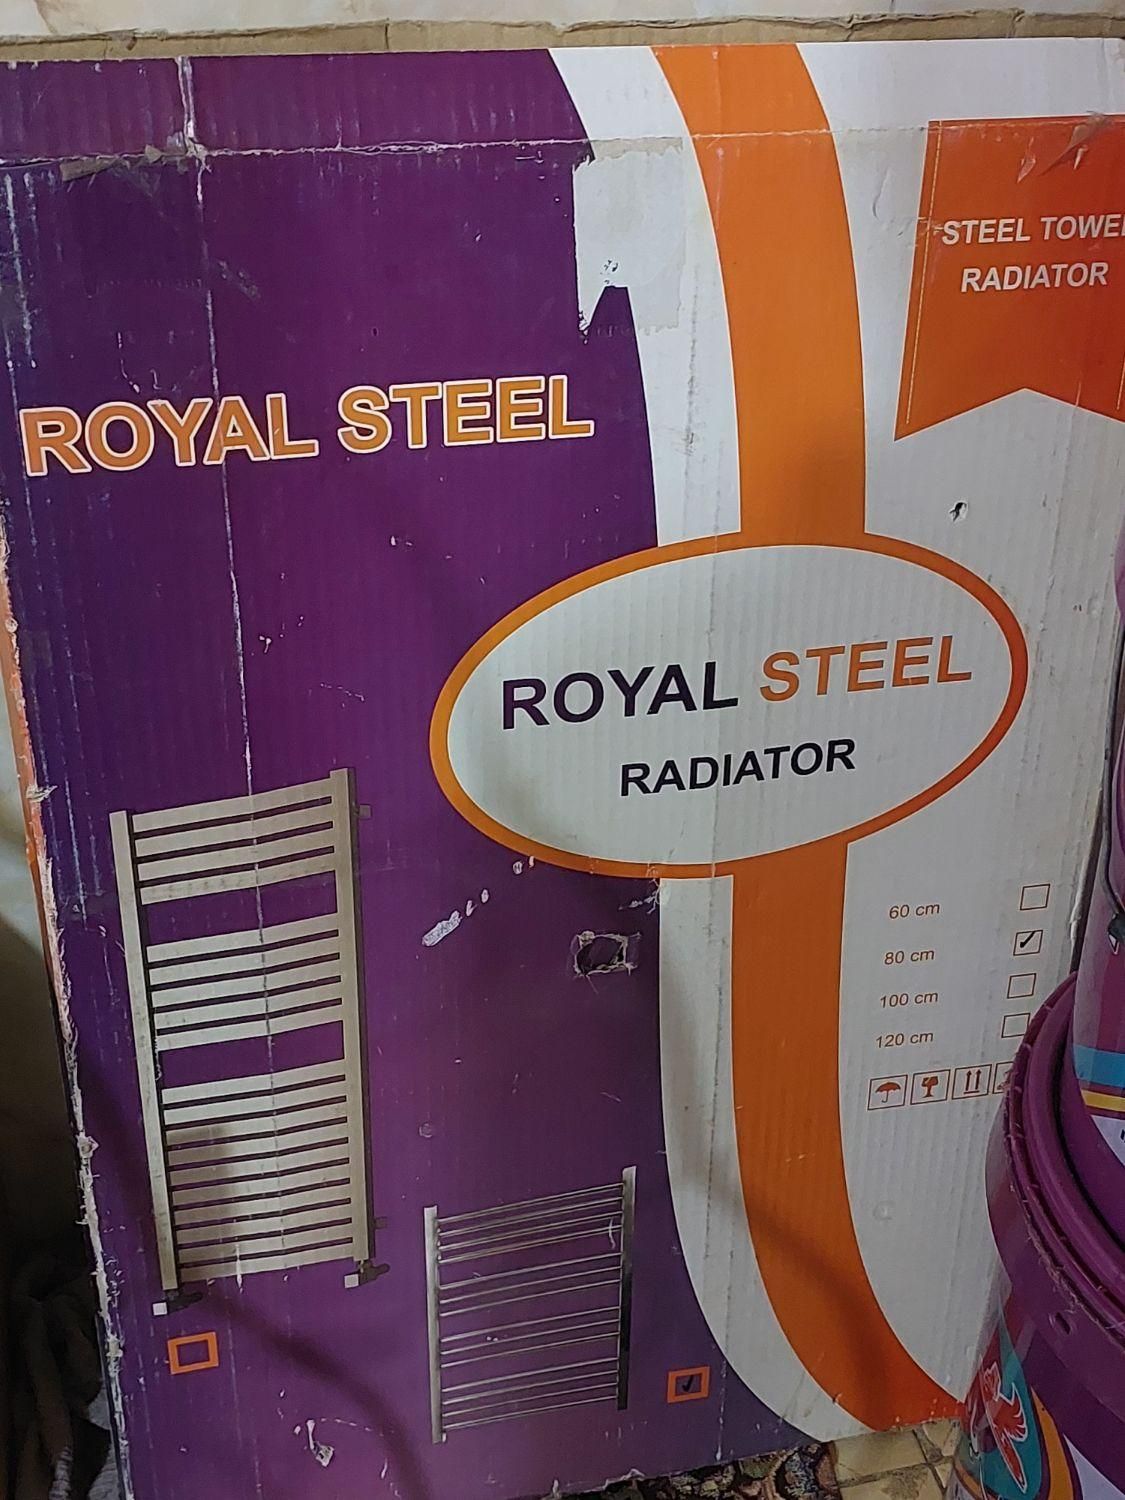 STEEL TOWEL
RADIATOR
ROYAL STEEL
ROYAL STEEL
RADIATOR
60 cm
80 cm ✓
100 cm
120 cm